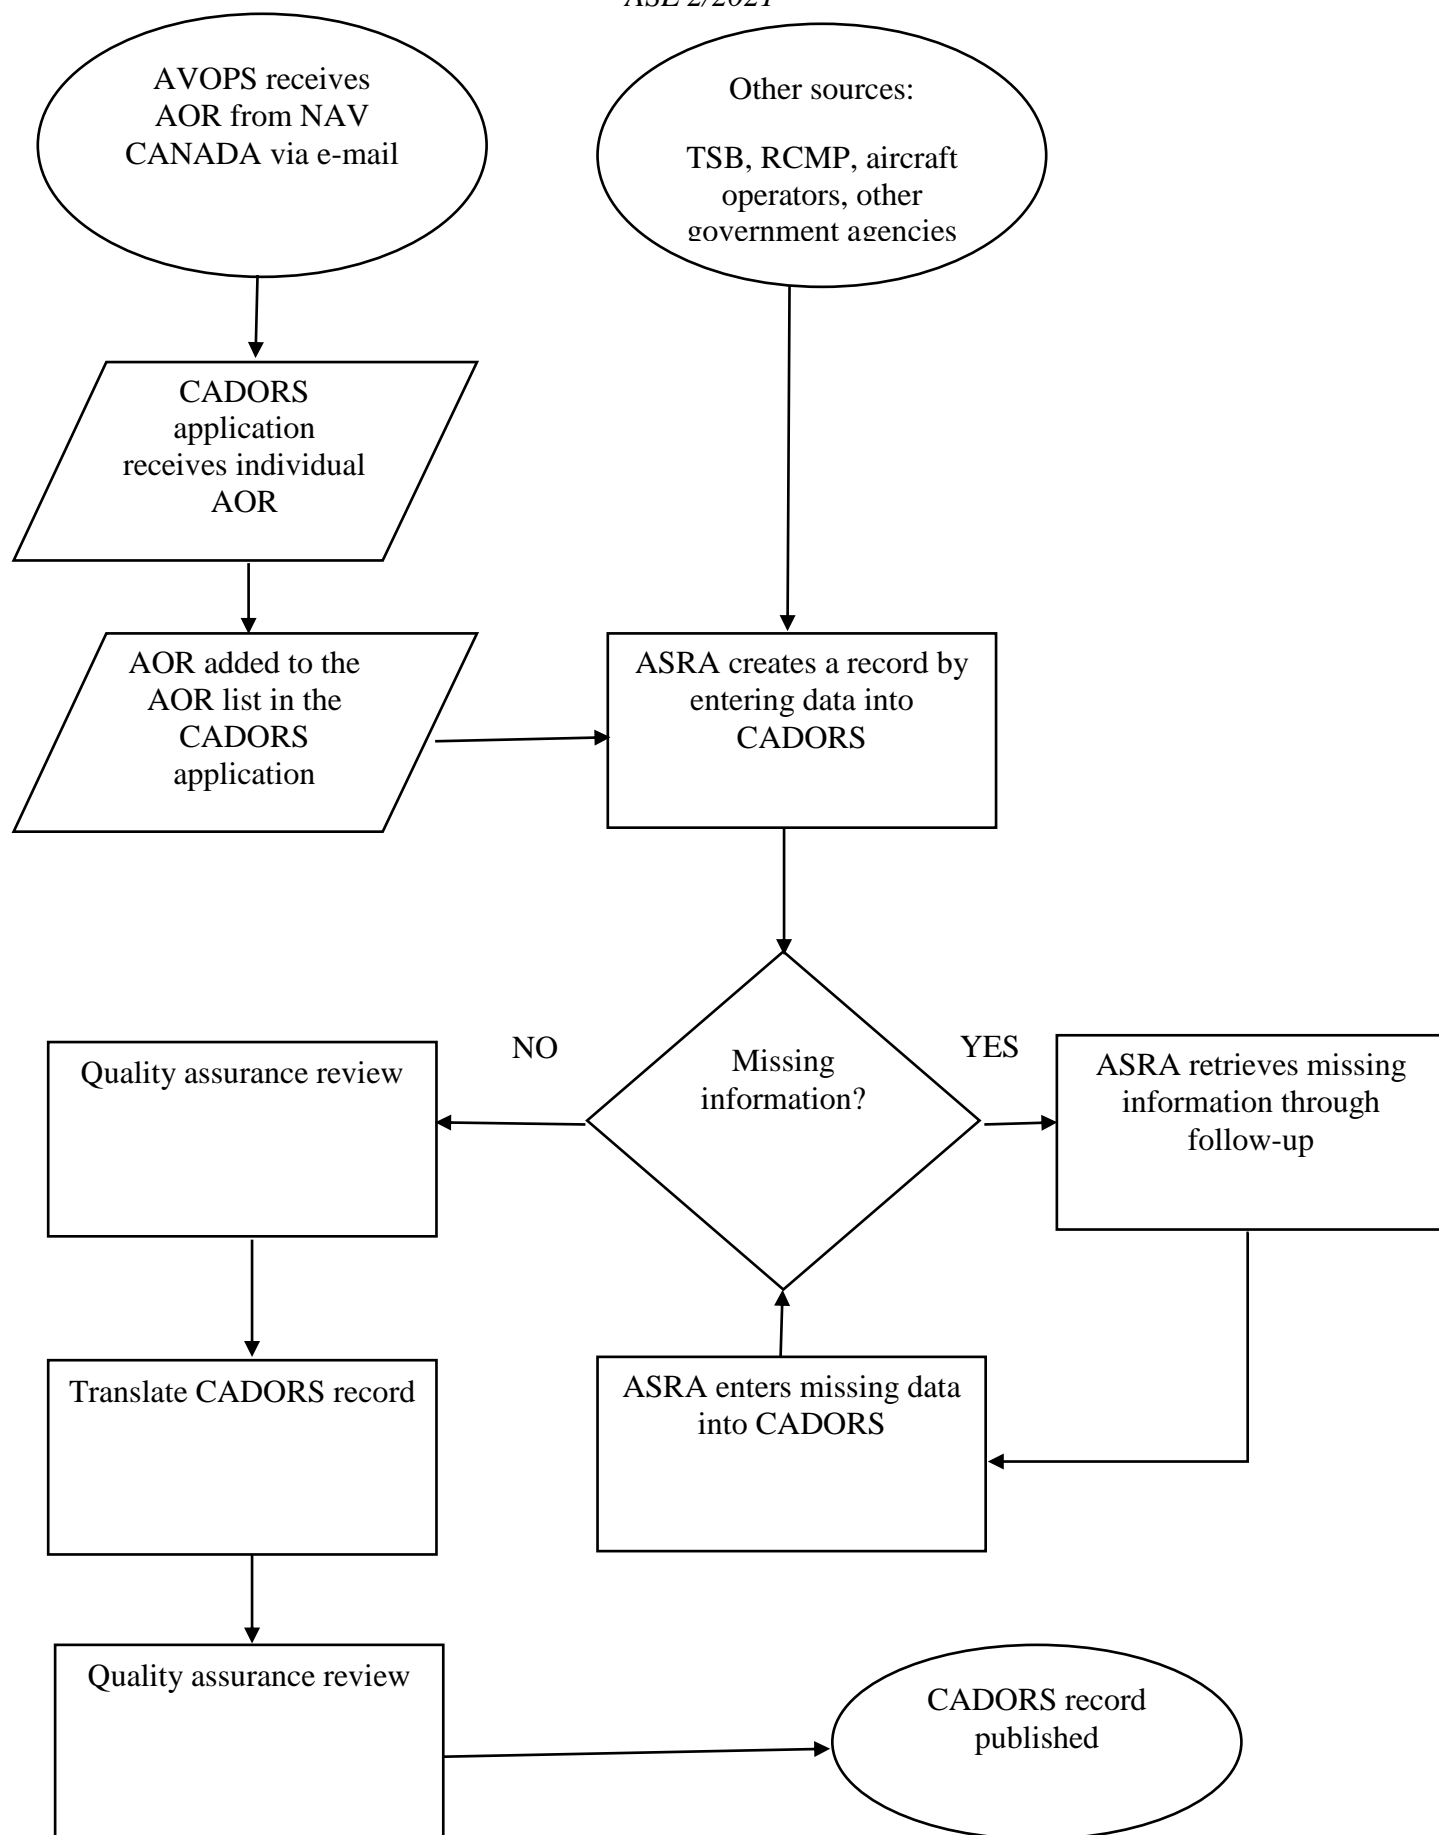 ASL 2/2021
AVOPS receives
AOR from NAV
CANADA via e-mail
Other sources:
TSB, RCMP, aircraft
operators, other
government agencies
CADORS
application
receives individual
AOR
AOR added to the
AOR list in the
CADORS
application
ASRA creates a record by
entering data into
CADORS
Missing
information?
NO
YES
Quality assurance review
ASRA retrieves missing
information through
follow-up
Translate CADORS record
ASRA enters missing data
into CADORS
Quality assurance review
CADORS record
published